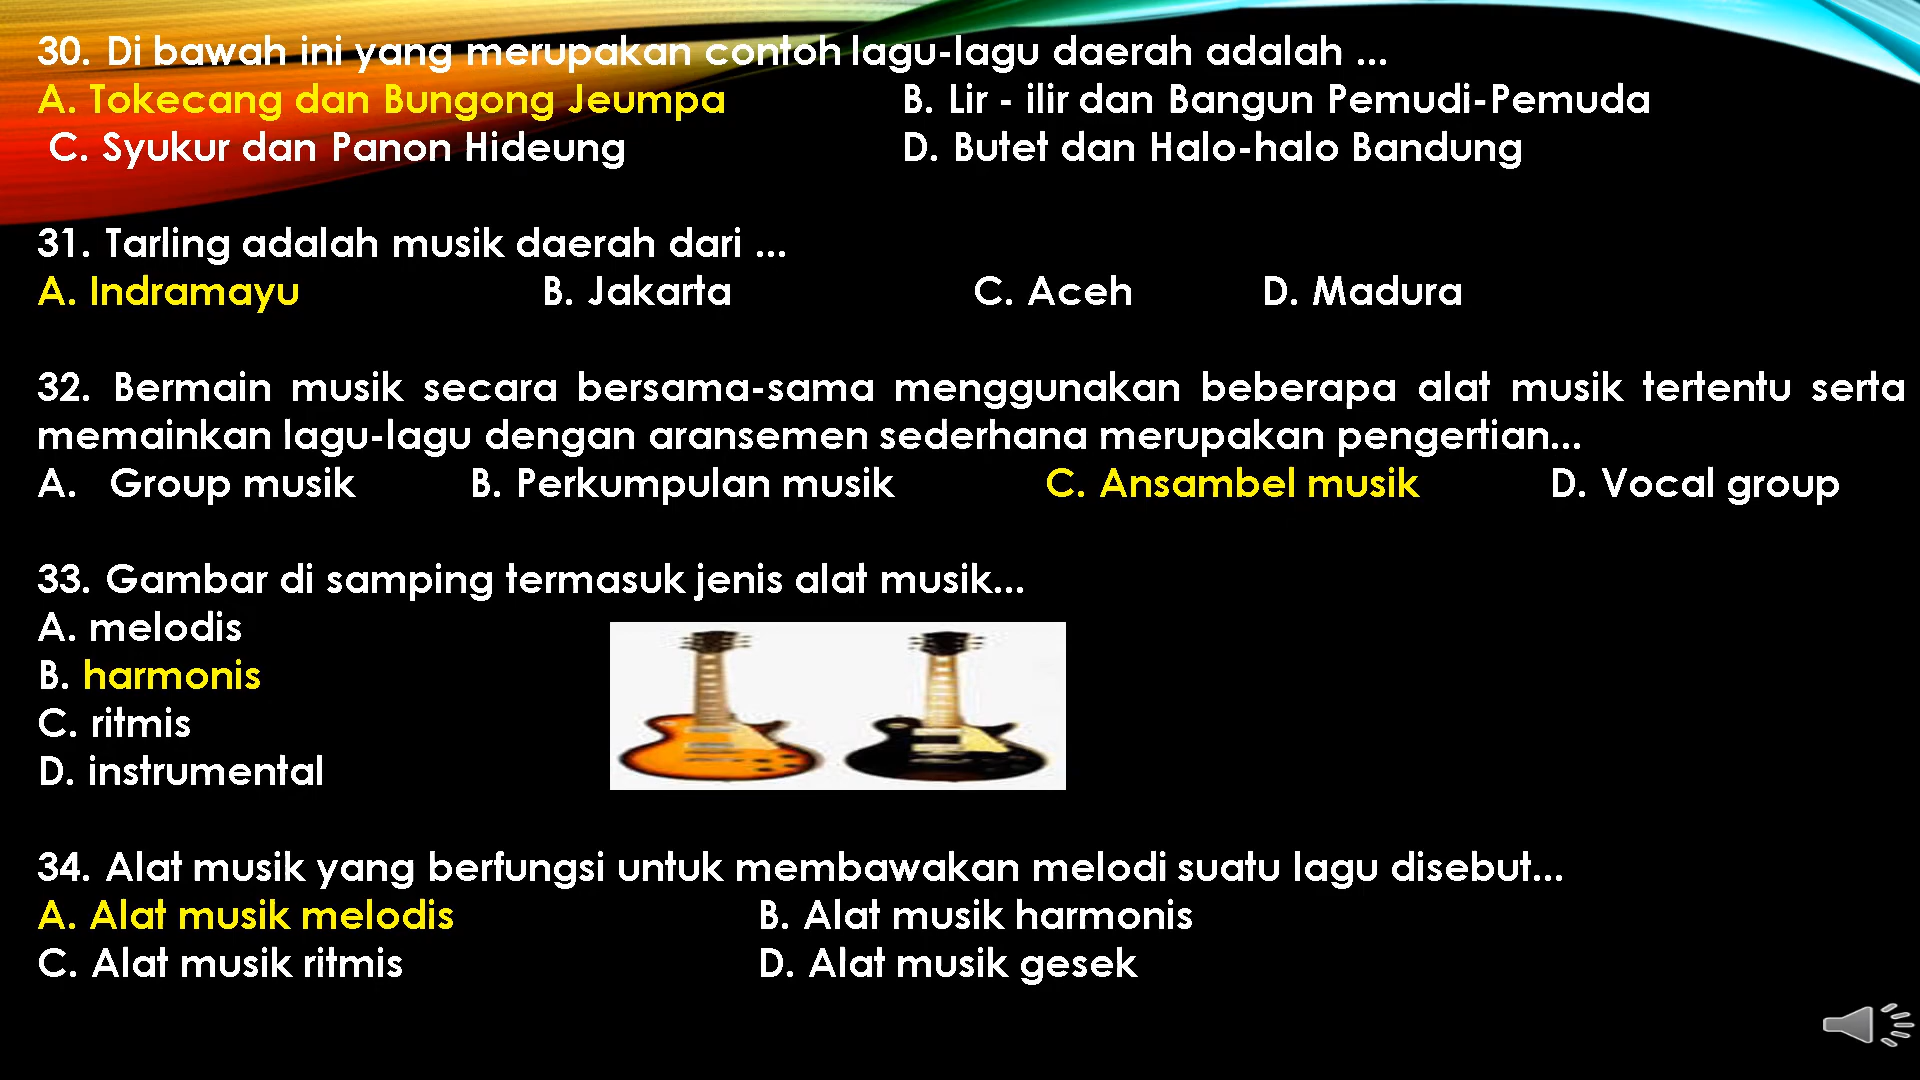 30. Di bawah ini yang merupakan contoh lagu-lagu daerah adalah ...
A. Tokecang dan Bungong Jeumpa B. Lir - ilir dan Bangun Pemudi-Pemuda
C. Syukur dan Panon Hideung D. Butet dan Halo-halo Bandung
31. Tarling adalah musik daerah dari ...
A. Indramayu B. Jakarta C. Aceh D. Madura
32. Bermain musik secara bersama-sama menggunakan beberapa alat musik tertentu serta
memainkan lagu-lagu dengan aransemen sederhana merupakan pengertian...
A. Group musik B. Perkumpulan musik C. Ansambel musik D. Vocal group
33. Gambar di samping termasuk jenis alat musik...
A. melodis
B. harmonis
C. ritmis
D. instrumental
34. Alat musik yang berfungsi untuk membawakan melodi suatu lagu disebut...
A. Alat musik melodis B. Alat musik harmonis
C. Alat musik ritmis D. Alat musik gesek